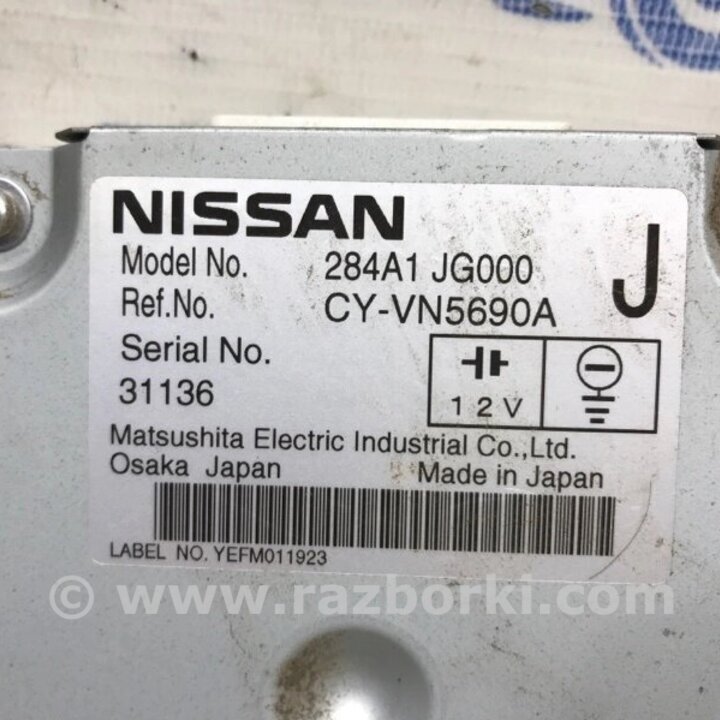 NISSAN
Model No. 284A1 JG000
Ref.No. CY-VN5690A
J
Serial No.
31136
12V
Matsushita Electric Industrial Co.,Ltd.
Osaka Japan Made in Japan
LABEL NO. YEFM011923
© www.razborki.com